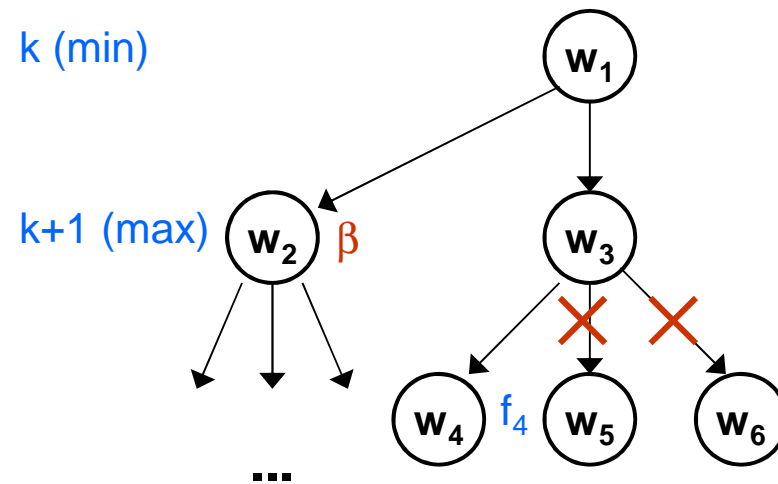 k (min)
w₁
k+1 (max)
w₂
β
w₃
w₄
f₄
w₅
w₆
...